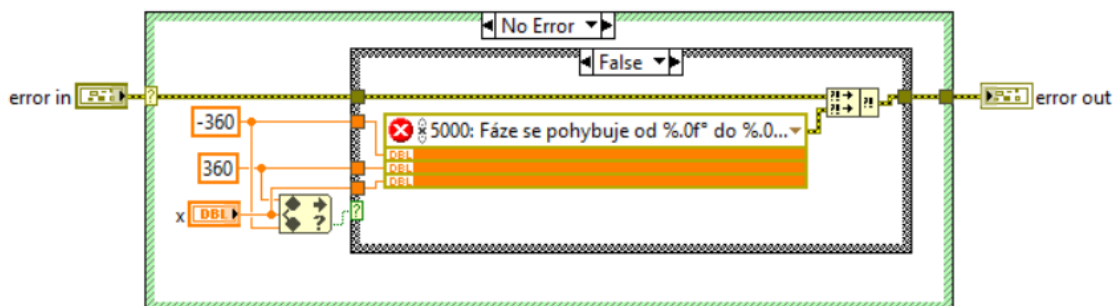 No Error
False
error in
?
?!→
?!→
?!
error out
-360
5000: Fáze se pohybuje od %.0f° do %.0...
DBL
DBL
DBL
360
x
DBL
?
?